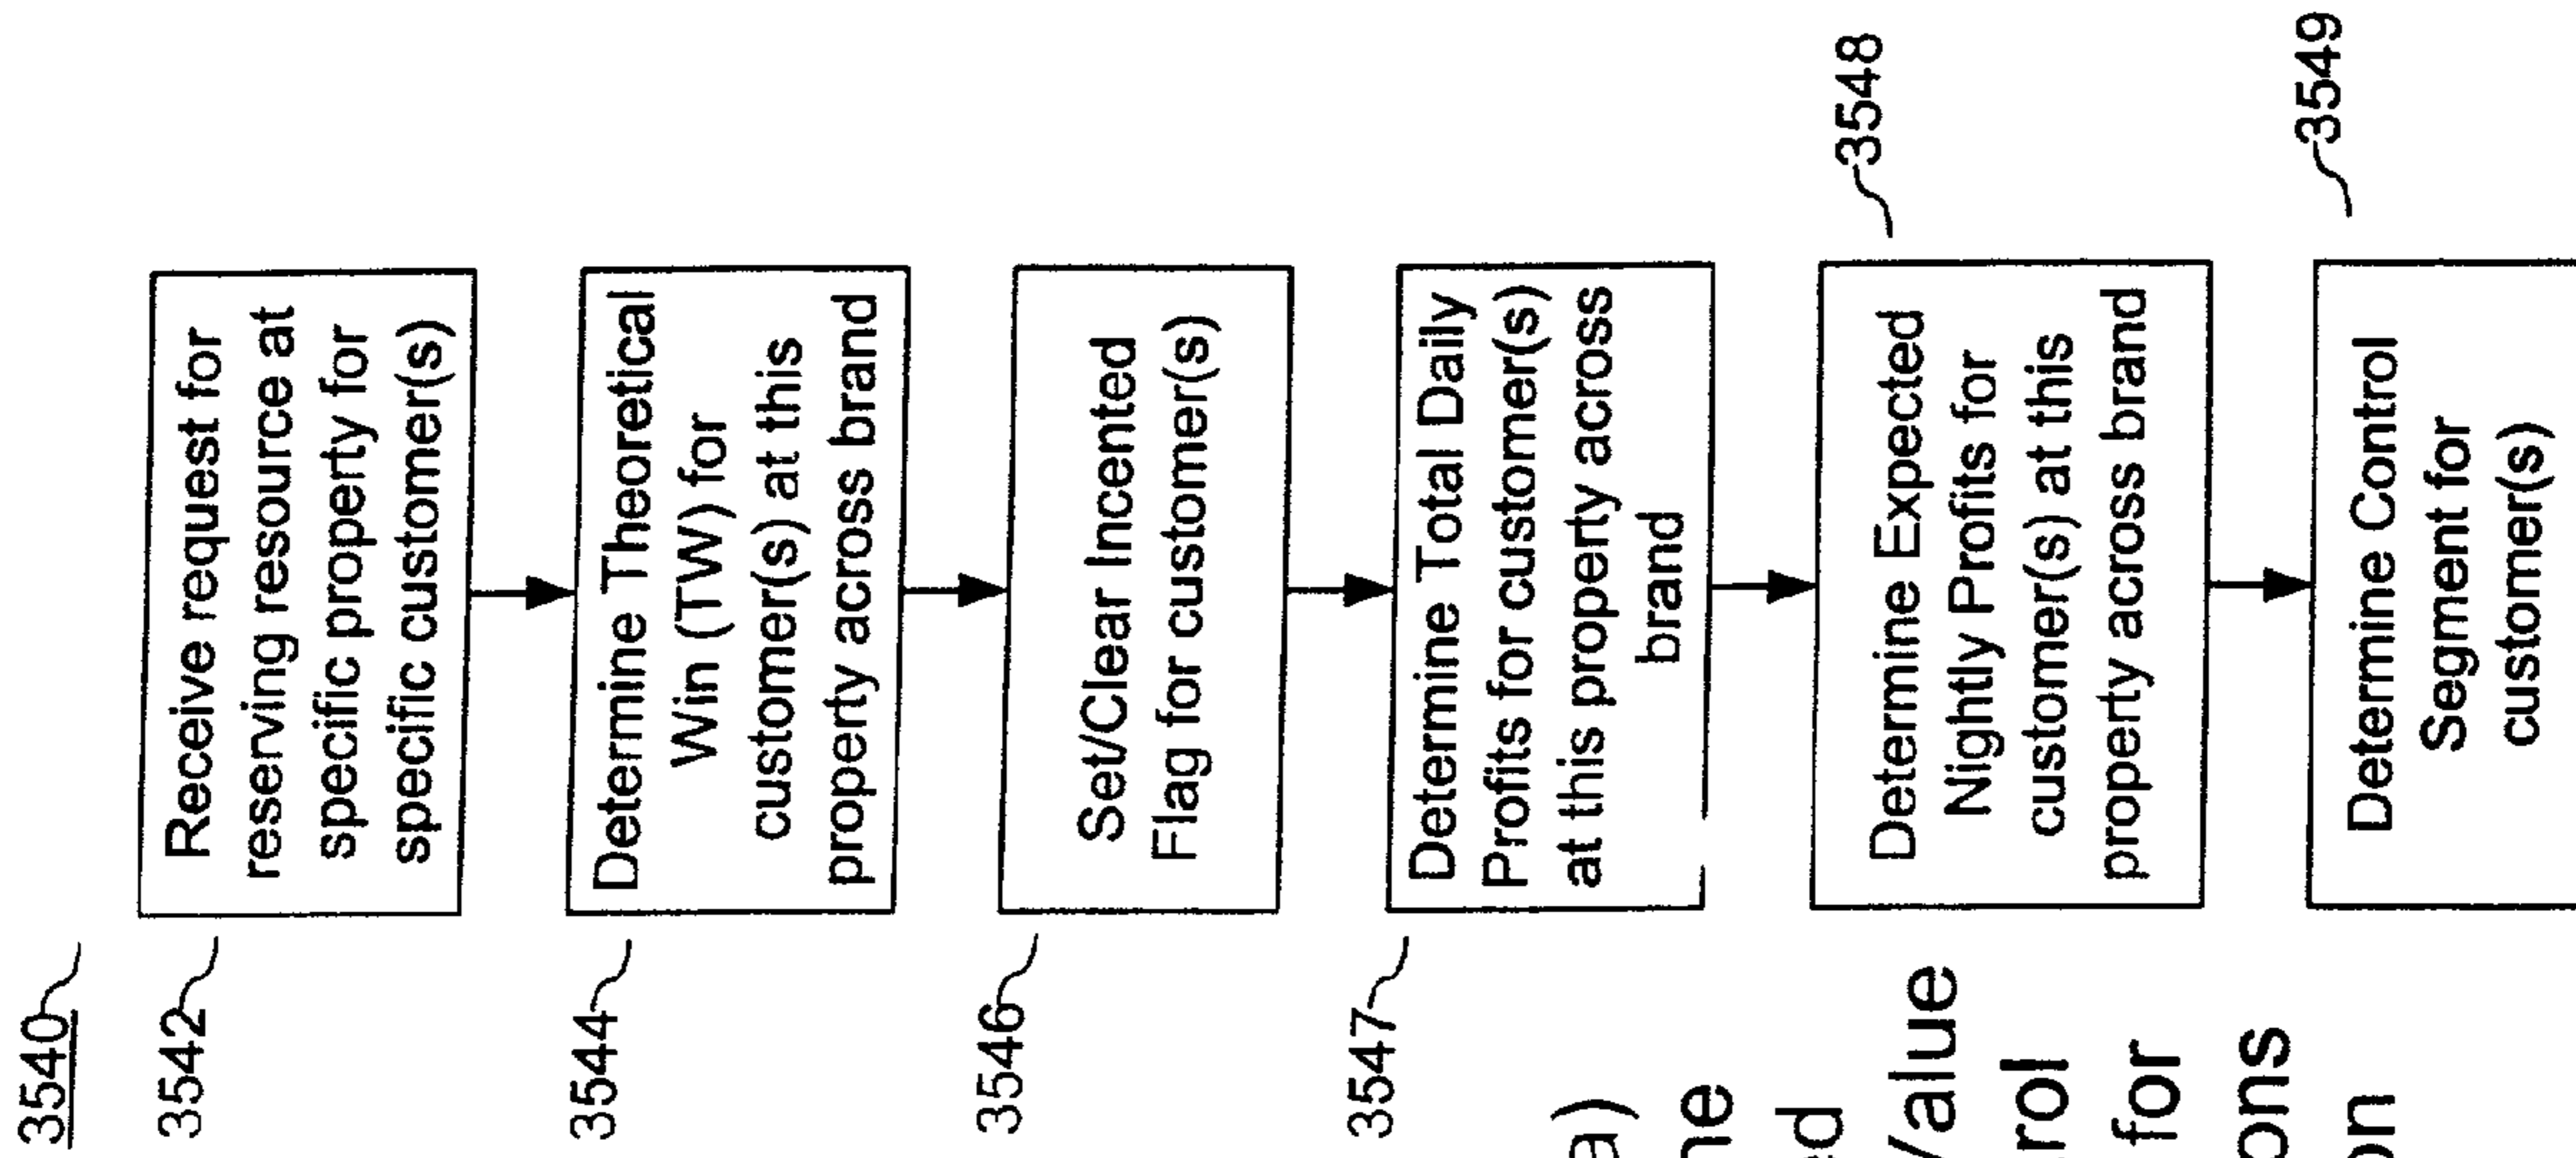 3540
3542
Receive request for
reserving resource at
specific property for
specific customer(s)
3544
Determine Theoretical
Win (TW) for
customer(s) at this
property across brand
3546
Set/Clear Incented
Flag for customer(s)
3547
Determine Total Daily
Profits for customer(s)
at this property across
brand
3548
Determine Expected
Nightly Profits for
customer(s) at this
property across brand
3549
Determine Control
Segment for
customer(s)
for